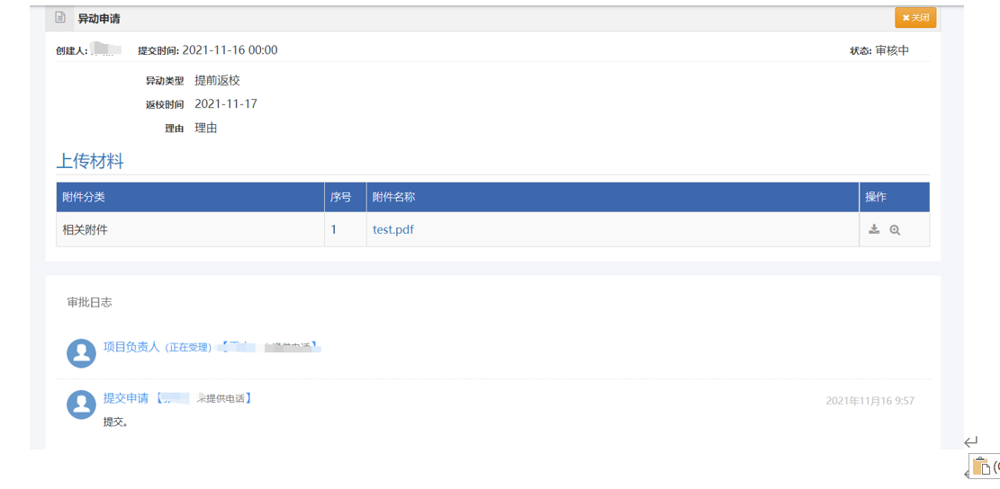 异动申请 关闭
创建人: 提交时间: 2021-11-16 00:00 状态: 审核中
异动类型 提前返校
返校时间 2021-11-17
理由 理由
上传材料
附件分类 序号 附件名称 操作
相关附件 1 test.pdf
审批日志
项目负责人（正在受理）【 提供电话】
提交申请【 未提供电话】 2021年11月16 9:57
提交。